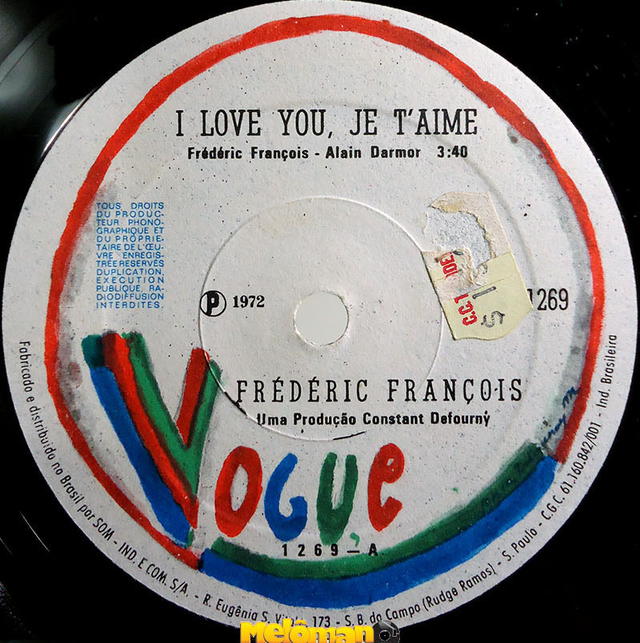 I LOVE YOU, JE T'AIME
Frédéric François - Alain Darmor 3:40
TOUS DROITS
DU PRODUC-
TEUR PHONO-
GRAPHIQUE ET
DU PROPRIE-
TAIRE DE L'ŒU-
VRE ENREGIS-
TRÉE RESERVÉS
DUPLICATION,
EXECUTION
PUBLIQUE, RA-
DIODIFFUSION
INTERDITES.
P 1972
1269
C.C.L
FRÉDÉRIC FRANÇOIS
Uma Produção Constant Defourny
VOGUE
1269-A
Fabricado e distribuído no Brasil por SOM - IND. E COM. S/A. - R. Eugênia S. 173 - S. B. do Campo (Rudge Ramos) - S. Paulo - C.G.C. 61.160.842/001 - Ind. Brasileira
Melôman